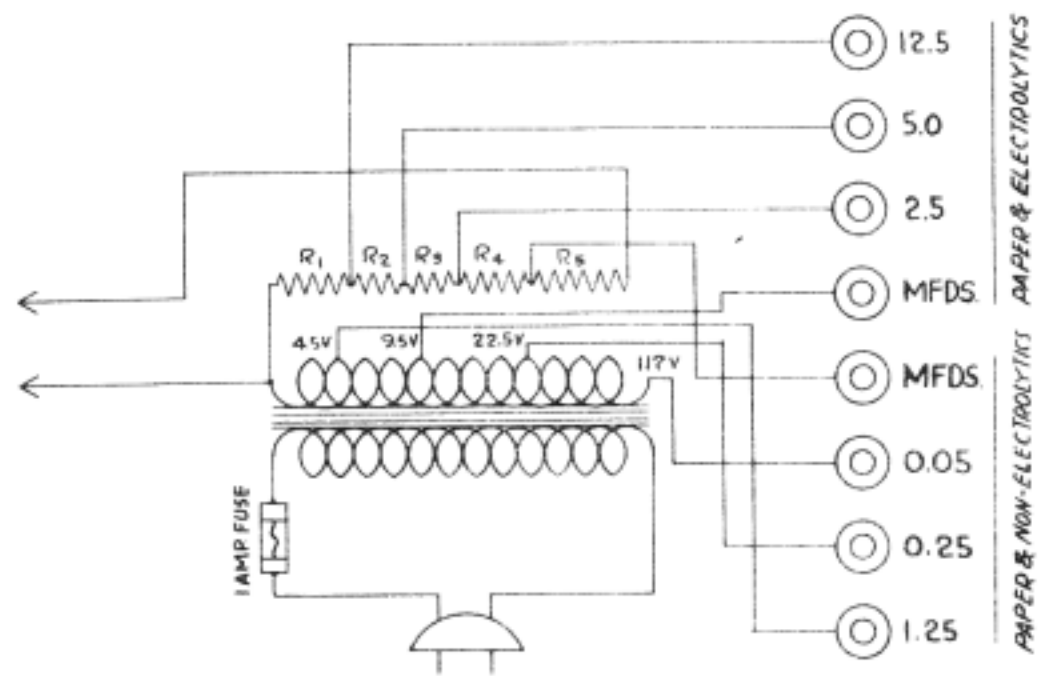 12.5
5.0
2.5
MFDS.
MFDS.
0.05
0.25
1.25
PAPER & ELECTROLYTICS
PAPER & NON-ELECTROLYTICS
R1 R2 R3 R4 R5
4.5V 9.5V 22.5V 117V
1 AMP FUSE